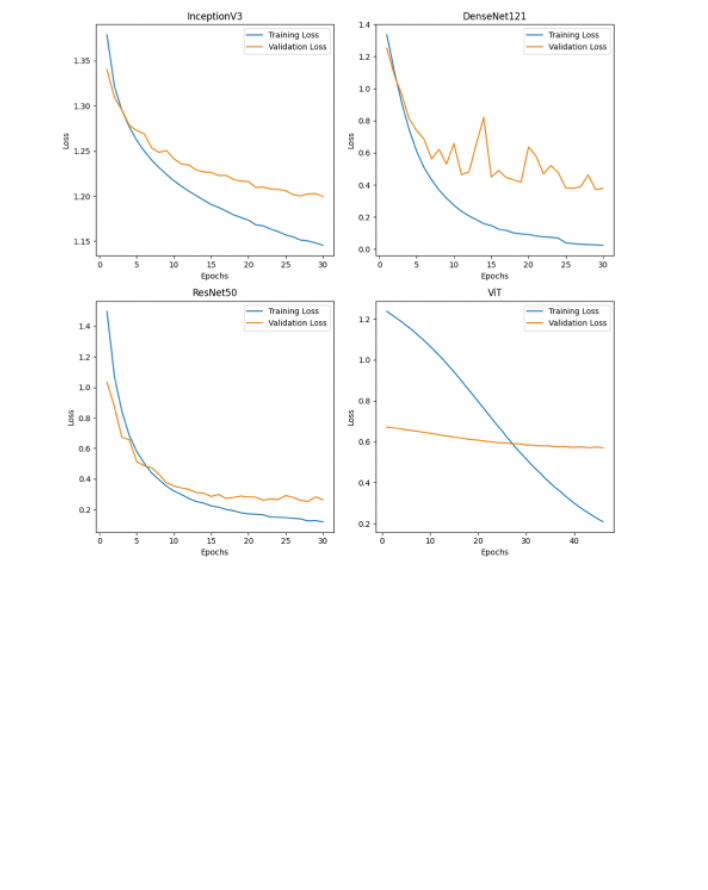 InceptionV3
Training Loss
Validation Loss
1.35
1.30
1.25
1.20
1.15
Loss
0 5 10 15 20 25 30
Epochs
DenseNet121
Training Loss
Validation Loss
1.4
1.2
1.0
0.8
0.6
0.4
0.2
0.0
Loss
0 5 10 15 20 25 30
Epochs
ResNet50
Training Loss
Validation Loss
1.4
1.2
1.0
0.8
0.6
0.4
0.2
Loss
0 5 10 15 20 25 30
Epochs
ViT
Training Loss
Validation Loss
1.2
1.0
0.8
0.6
0.4
0.2
Loss
0 10 20 30 40
Epochs